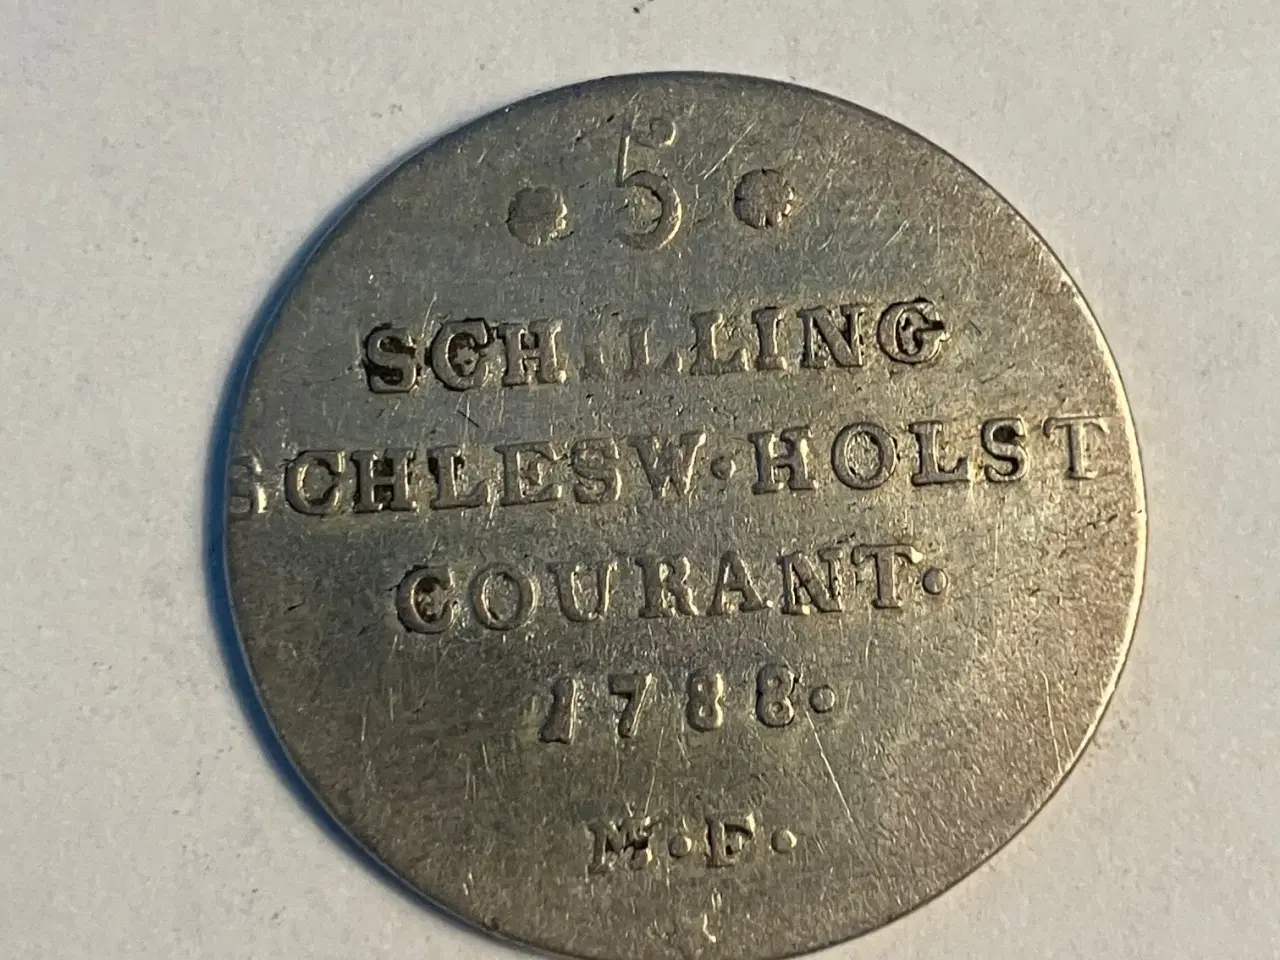 • 5 •
SCHILLING
SCHLESW·HOLST
COURANT.
1788.
M·F·